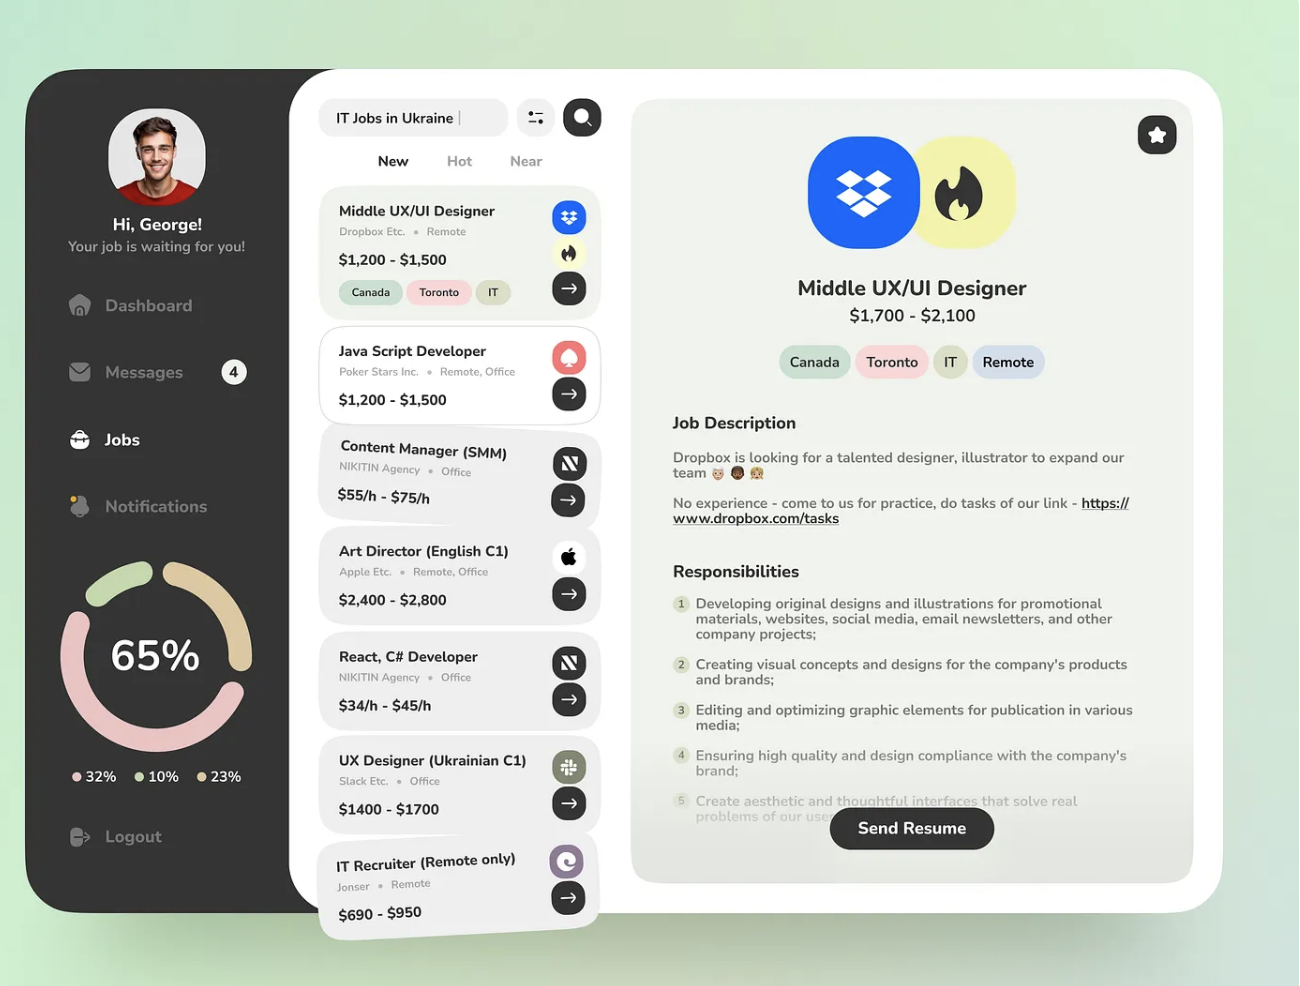 Hi, George!
Your job is waiting for you!
Dashboard
Messages 4
Jobs
Notifications
65%
32% 10% 23%
Logout
IT Jobs in Ukraine
New Hot Near
Middle UX/UI Designer
Dropbox Etc. • Remote
$1,200 - $1,500
Canada Toronto IT
Java Script Developer
Poker Stars Inc. • Remote, Office
$1,200 - $1,500
Content Manager (SMM)
NIKITIN Agency • Office
$55/h - $75/h
Art Director (English C1)
Apple Etc. • Remote, Office
$2,400 - $2,800
React, C# Developer
NIKITIN Agency • Office
$34/h - $45/h
UX Designer (Ukrainian C1)
Slack Etc. • Office
$1400 - $1700
IT Recruiter (Remote only)
Jonser • Remote
$690 - $950
Middle UX/UI Designer
$1,700 - $2,100
Canada Toronto IT Remote
Job Description
Dropbox is looking for a talented designer, illustrator to expand our
team
No experience - come to us for practice, do tasks of our link - https://
www.dropbox.com/tasks
Responsibilities
1 Developing original designs and illustrations for promotional
materials, websites, social media, email newsletters, and other
company projects;
2 Creating visual concepts and designs for the company's products
and brands;
3 Editing and optimizing graphic elements for publication in various
media;
4 Ensuring high quality and design compliance with the company's
brand;
5 Create aesthetic and thoughtful interfaces that solve real
problems of our
Send Resume